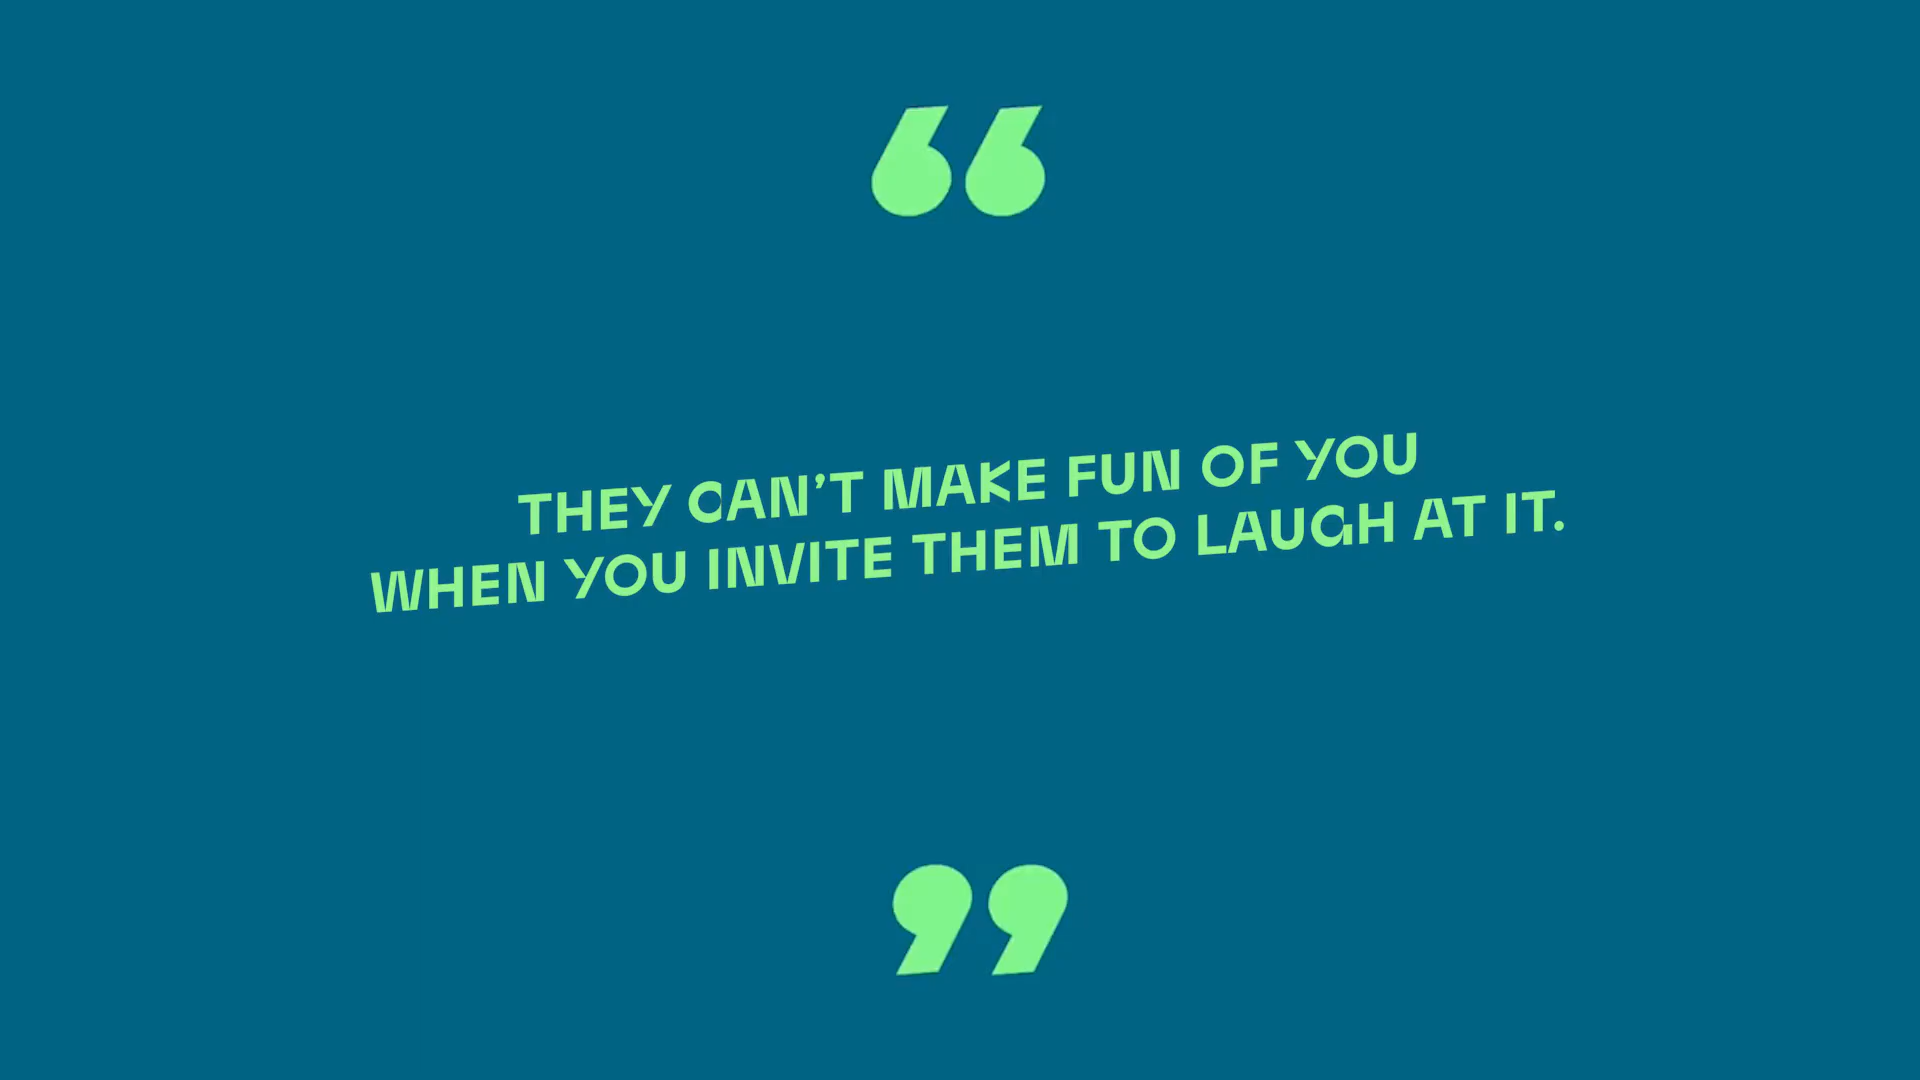 “
THEY CAN’T MAKE FUN OF YOU
WHEN YOU INVITE THEM TO LAUGH AT IT.
”